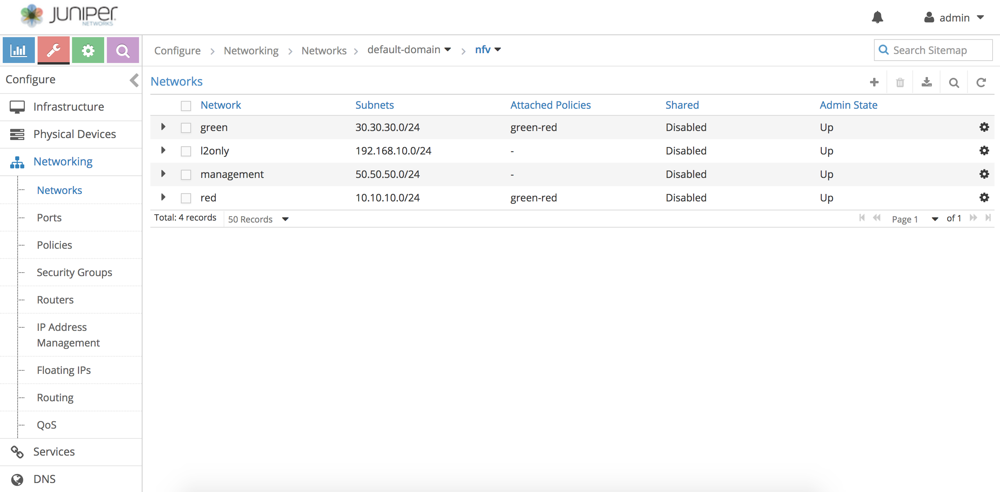 JUNIPER
NETWORKS
admin
Configure > Networking > Networks > default-domain > nfv
Search Sitemap
Configure
Infrastructure
Physical Devices
Networking
Networks
Ports
Policies
Security Groups
Routers
IP Address
Management
Floating IPs
Routing
QoS
Services
DNS
Networks
Network Subnets Attached Policies Shared Admin State
green 30.30.30.0/24 green-red Disabled Up
l2only 192.168.10.0/24 - Disabled Up
management 50.50.50.0/24 - Disabled Up
red 10.10.10.0/24 green-red Disabled Up
Total: 4 records 50 Records Page 1 of 1